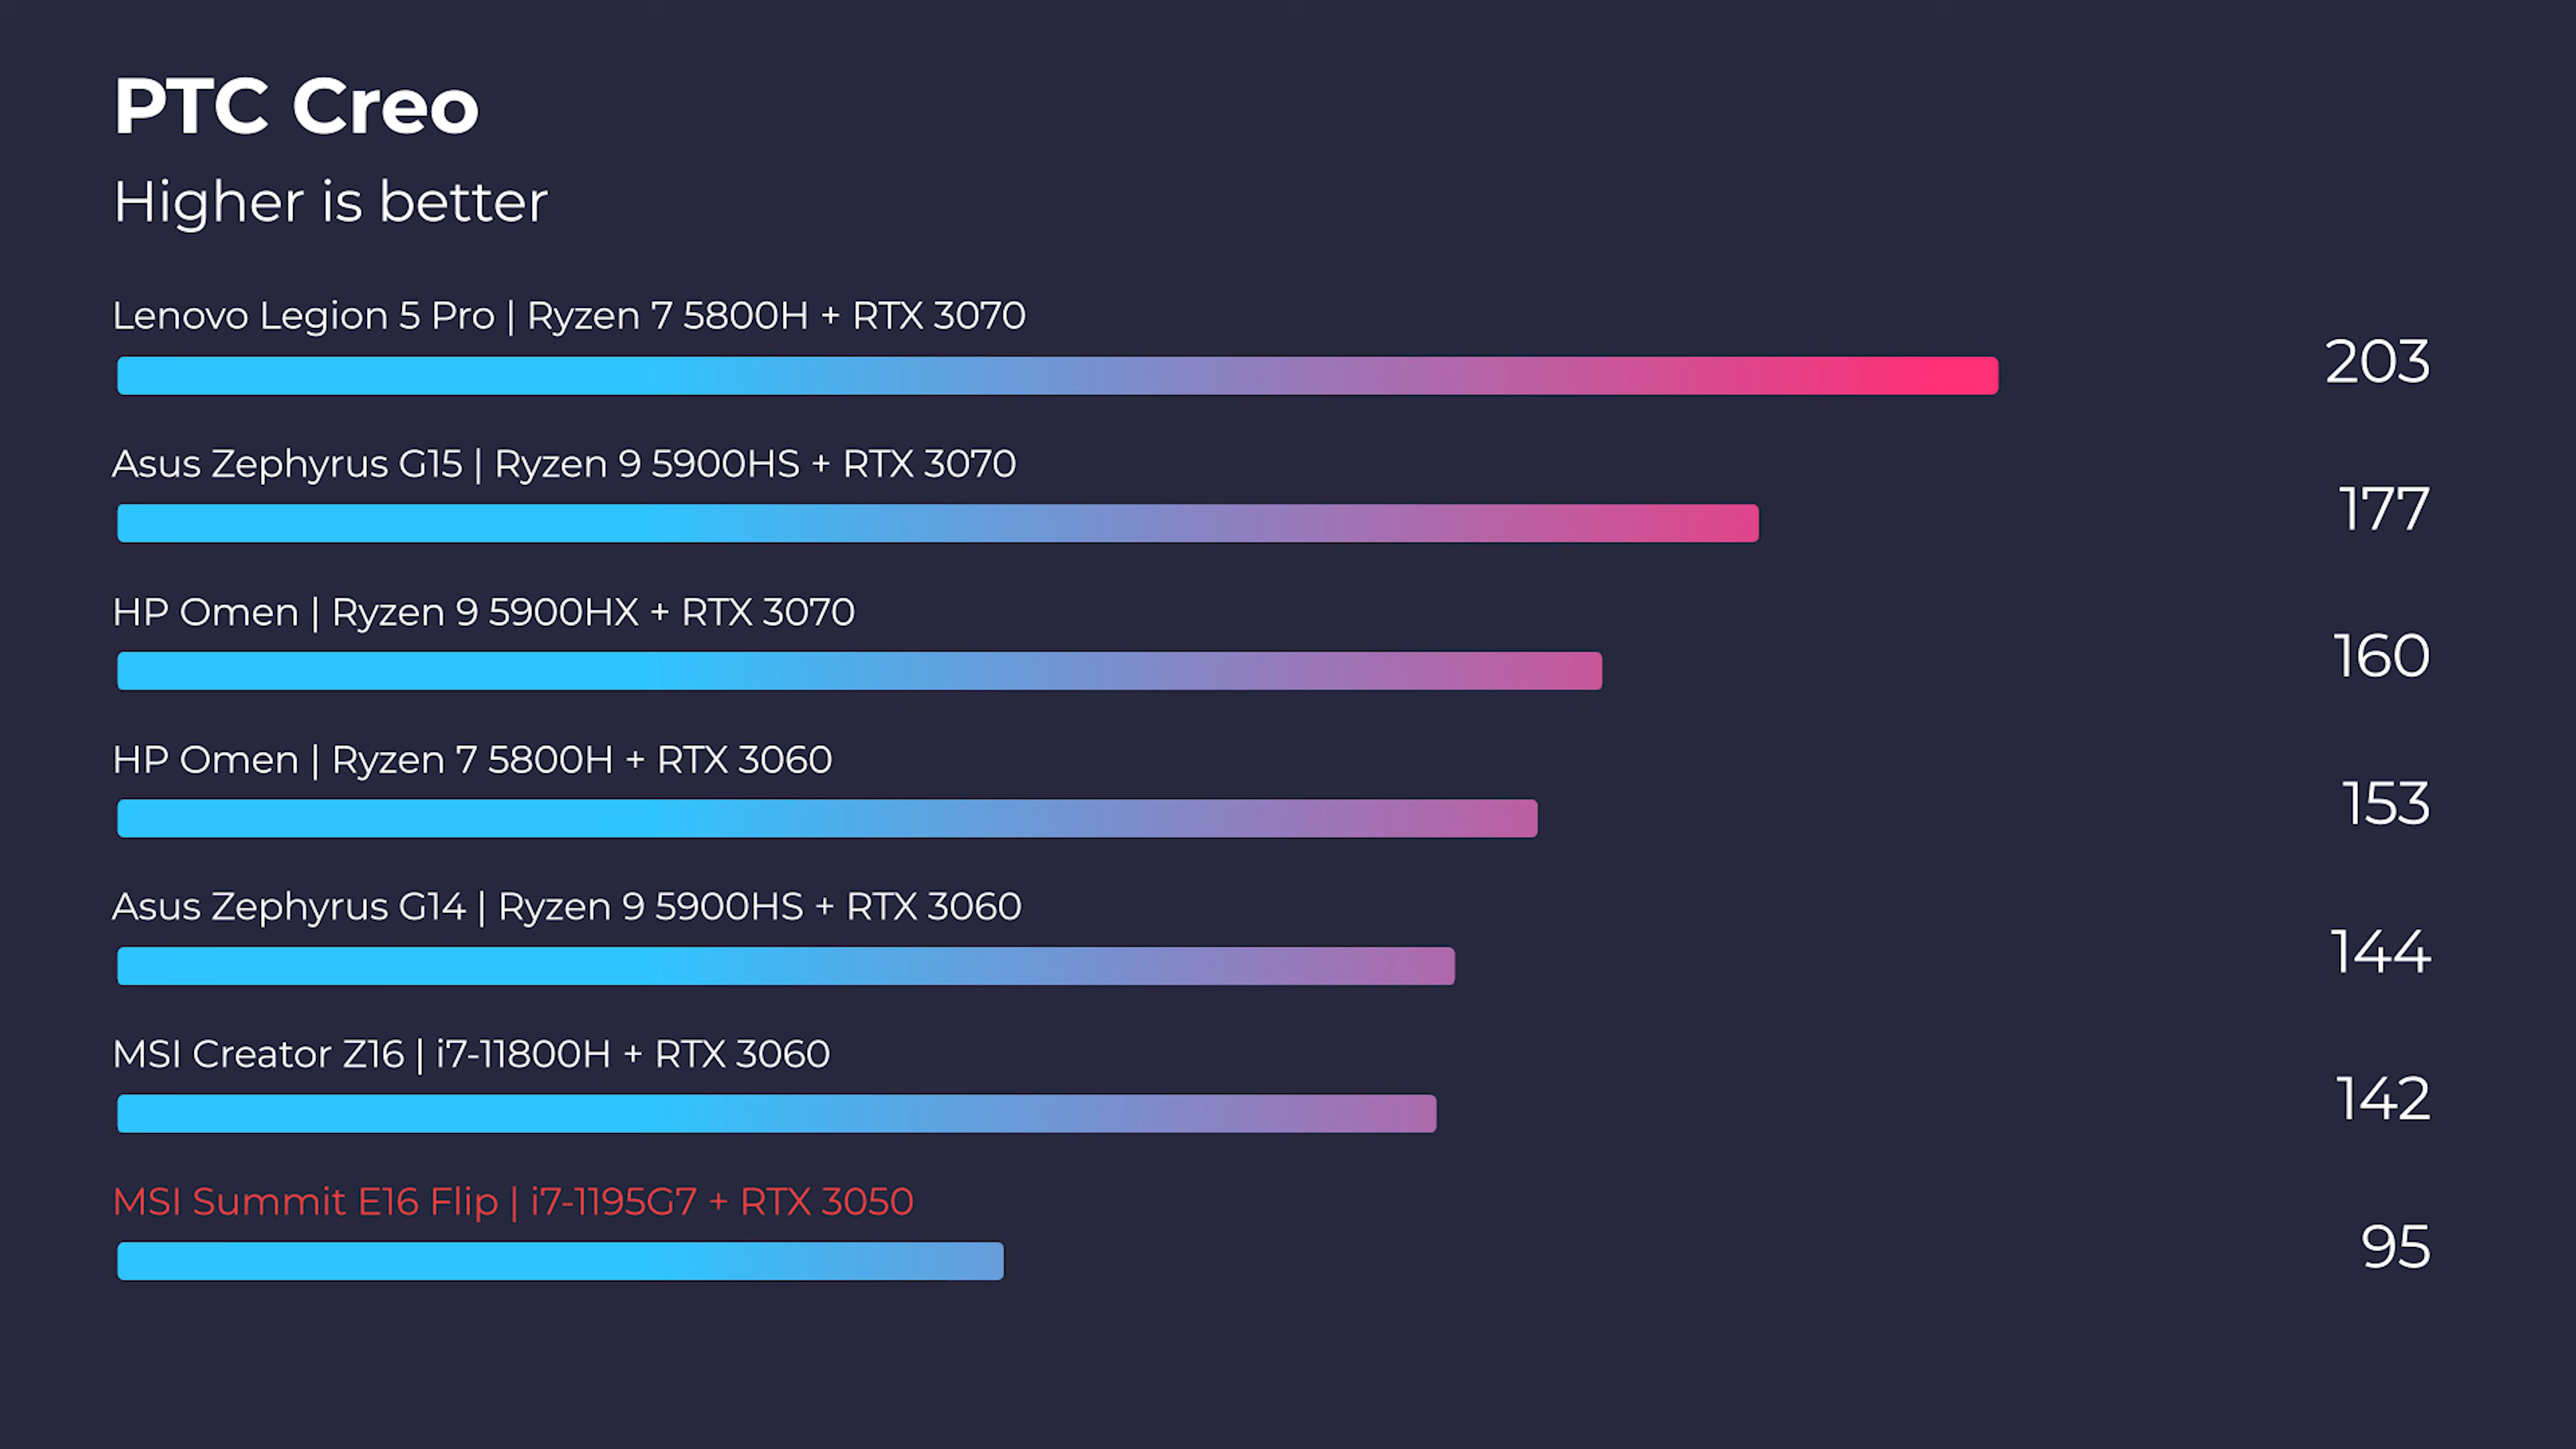 PTC Creo
Higher is better
Lenovo Legion 5 Pro | Ryzen 7 5800H + RTX 3070
203
Asus Zephyrus G15 | Ryzen 9 5900HS + RTX 3070
177
HP Omen | Ryzen 9 5900HX + RTX 3070
160
HP Omen | Ryzen 7 5800H + RTX 3060
153
Asus Zephyrus G14 | Ryzen 9 5900HS + RTX 3060
144
MSI Creator Z16 | i7-11800H + RTX 3060
142
MSI Summit E16 Flip | i7-1195G7 + RTX 3050
95